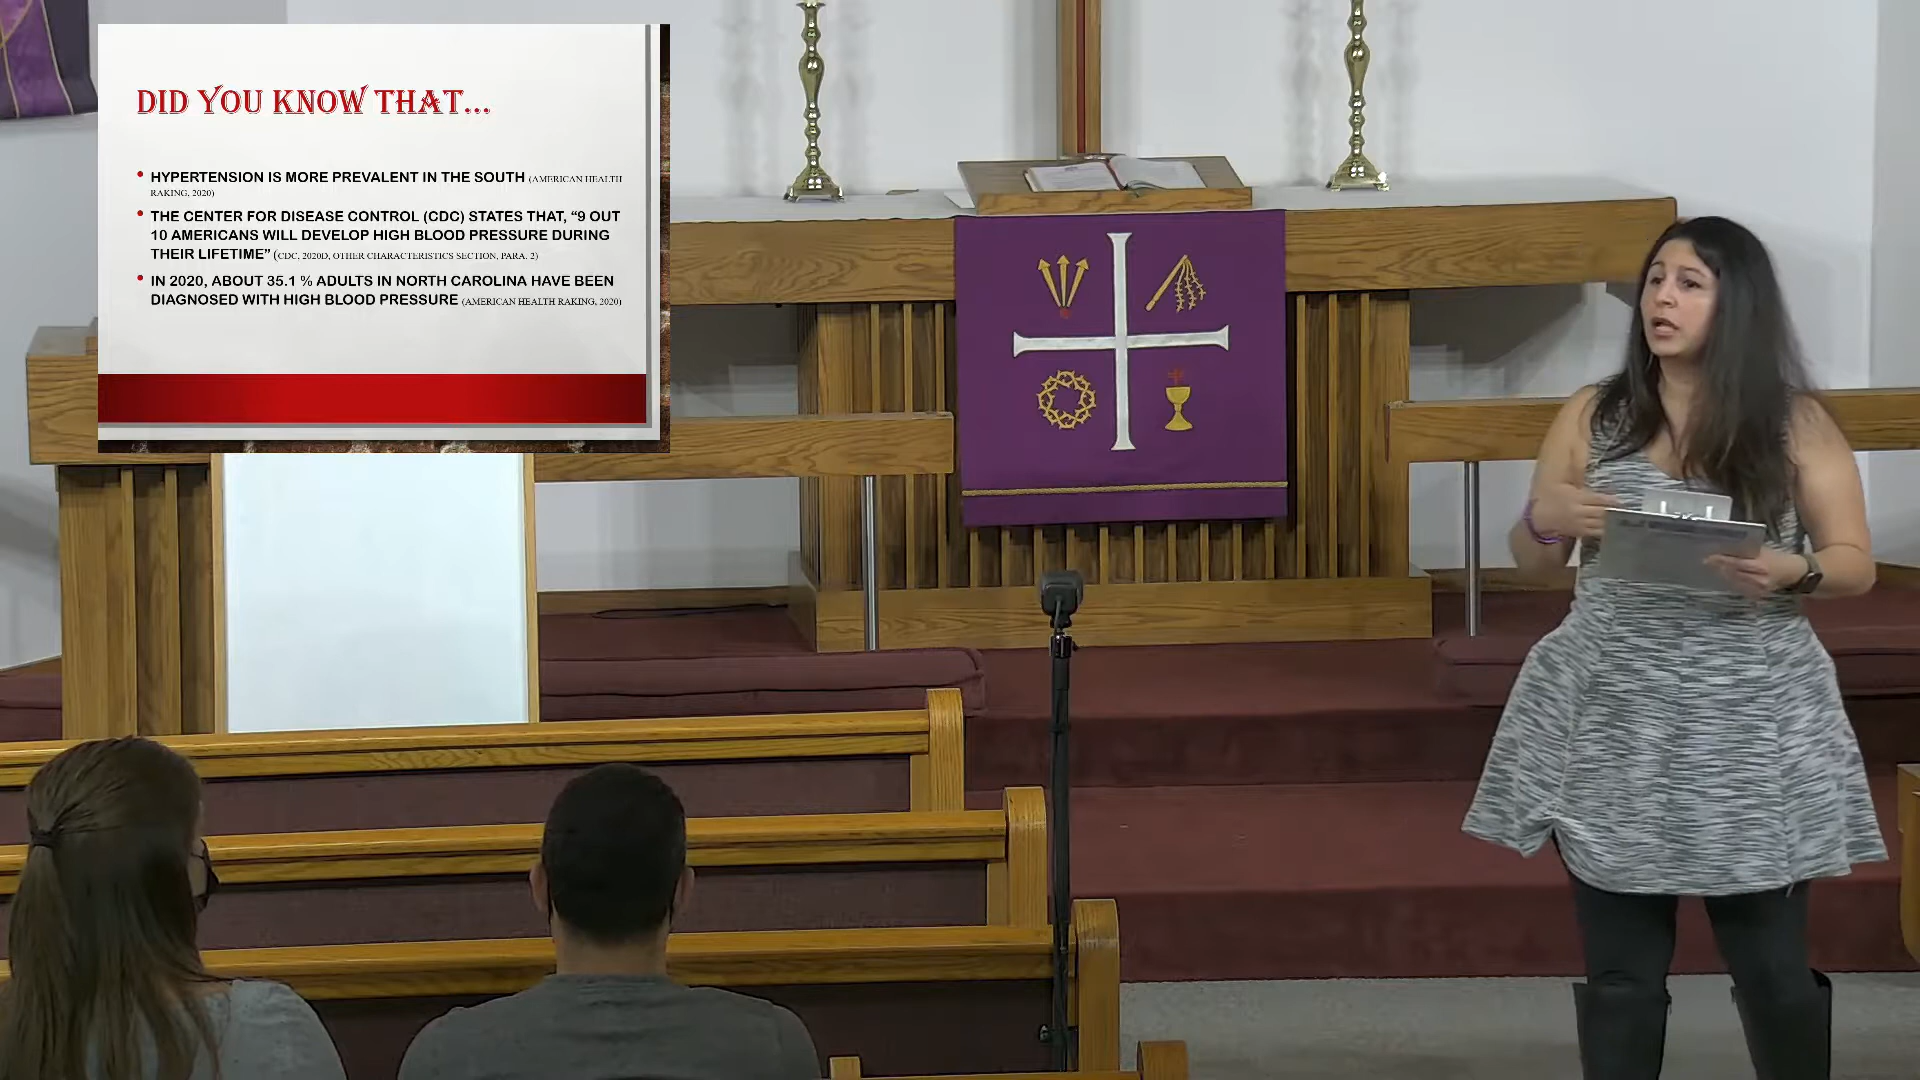 DID YOU KNOW THAT...
• HYPERTENSION IS MORE PREVALENT IN THE SOUTH (AMERICAN HEALTH
RAKING, 2020)
• THE CENTER FOR DISEASE CONTROL (CDC) STATES THAT, “9 OUT
10 AMERICANS WILL DEVELOP HIGH BLOOD PRESSURE DURING
THEIR LIFETIME” (CDC, 2020D, OTHER CHARACTERISTICS SECTION, PARA. 2)
• IN 2020, ABOUT 35.1 % ADULTS IN NORTH CAROLINA HAVE BEEN
DIAGNOSED WITH HIGH BLOOD PRESSURE (AMERICAN HEALTH RAKING, 2020)